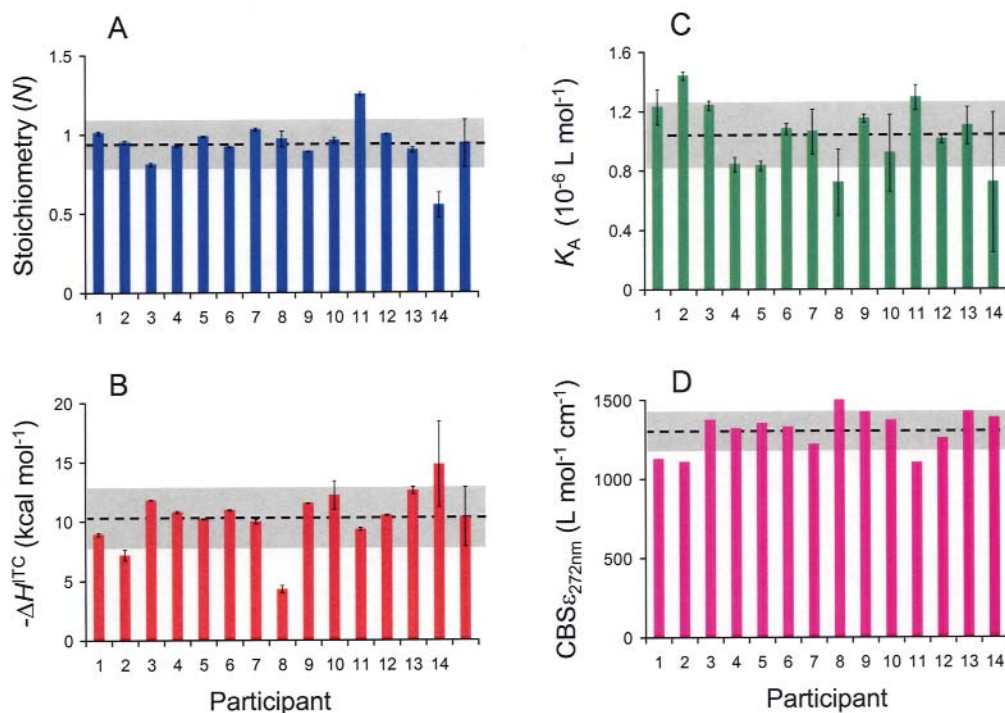 A
Stoichiometry (N)
1.5
1
0.5
0
1 2 3 4 5 6 7 8 9 10 11 12 13 14
B
-ΔH^ITC (kcal mol⁻¹)
20
15
10
5
0
1 2 3 4 5 6 7 8 9 10 11 12 13 14
Participant
C
K_A (10⁻⁶ L mol⁻¹)
1.6
1.2
0.8
0.4
0
1 2 3 4 5 6 7 8 9 10 11 12 13 14
D
CBSε₂₇₂nm (L mol⁻¹ cm⁻¹)
1500
1000
500
0
1 2 3 4 5 6 7 8 9 10 11 12 13 14
Participant